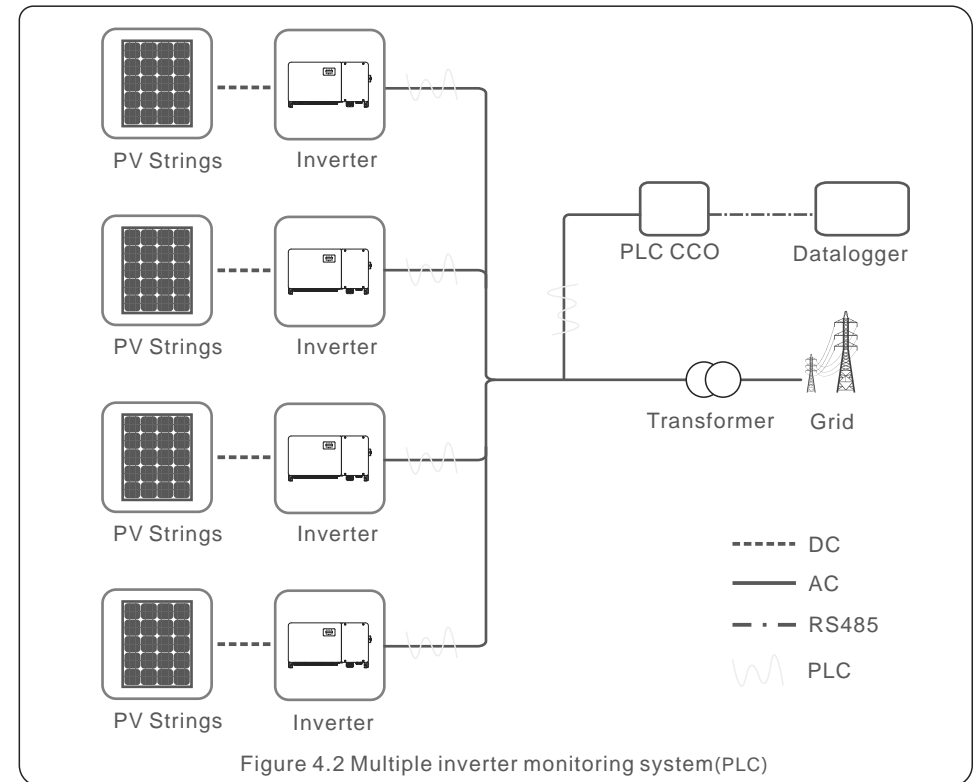 PV Strings
Inverter
PV Strings
Inverter
PLC CCO
Datalogger
PV Strings
Inverter
Transformer
Grid
PV Strings
Inverter
DC
AC
RS485
PLC
Figure 4.2 Multiple inverter monitoring system(PLC)